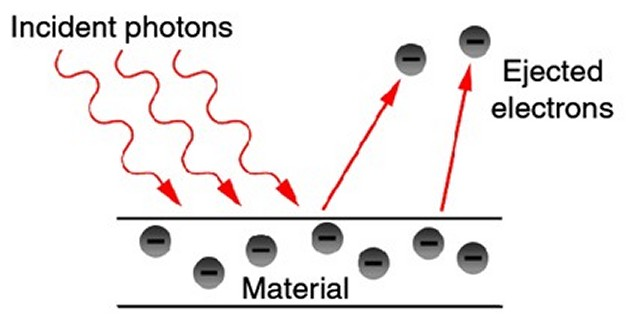 Incident photons
Ejected
electrons
Material